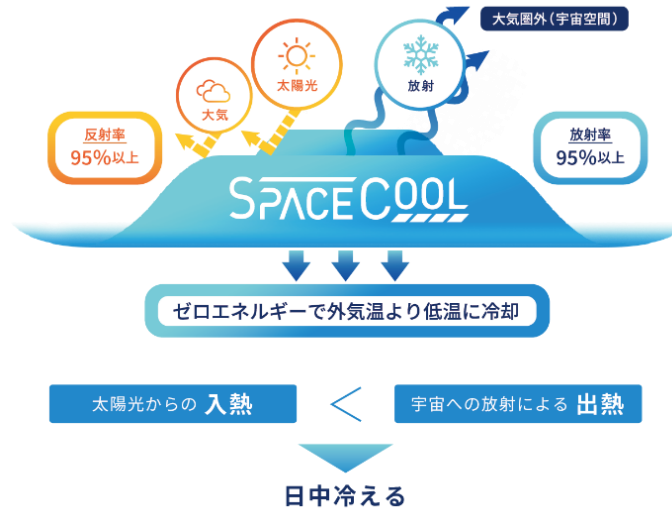 大気圏外（宇宙空間）
太陽光
放射
大気
反射率
95%以上
放射率
95%以上
SPACECOOL
ゼロエネルギーで外気温より低温に冷却
太陽光からの 入熱 ＜ 宇宙への放射による 出熱
日中冷える